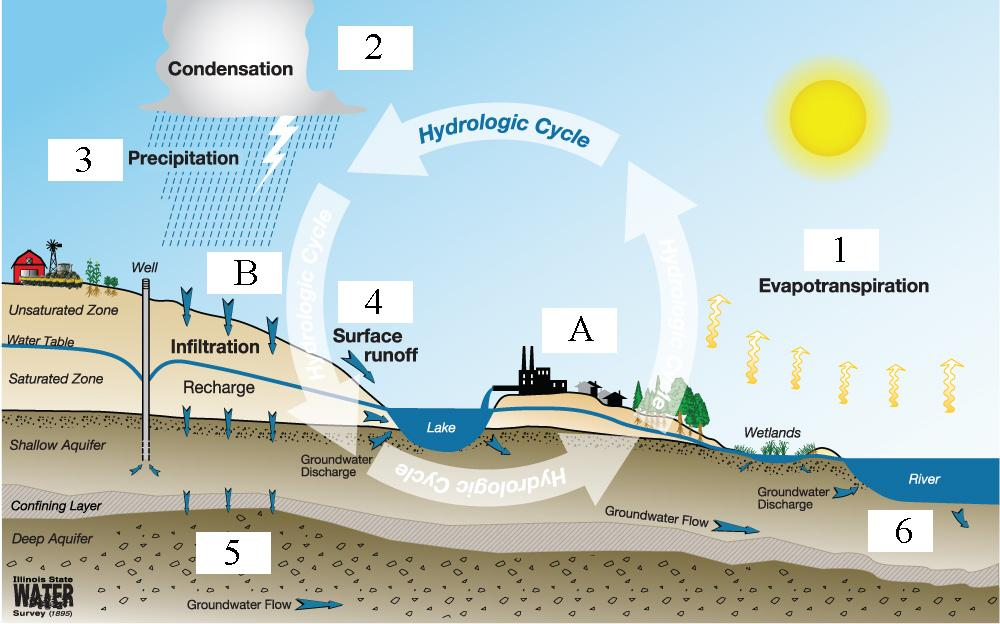 2
Condensation
Hydrologic Cycle
3
Precipitation
1
Evapotranspiration
B
Well
4
Surface
runoff
A
Hydrologic Cycle
Hydrologic Cycle
Unsaturated Zone
Water Table
Infiltration
Saturated Zone
Recharge
Lake
Wetlands
Shallow Aquifer
Groundwater
Discharge
Hydrologic Cycle
River
Groundwater
Discharge
Confining Layer
Groundwater Flow
6
Deep Aquifer
5
Illinois State
WATER
Survey (1895)
Groundwater Flow